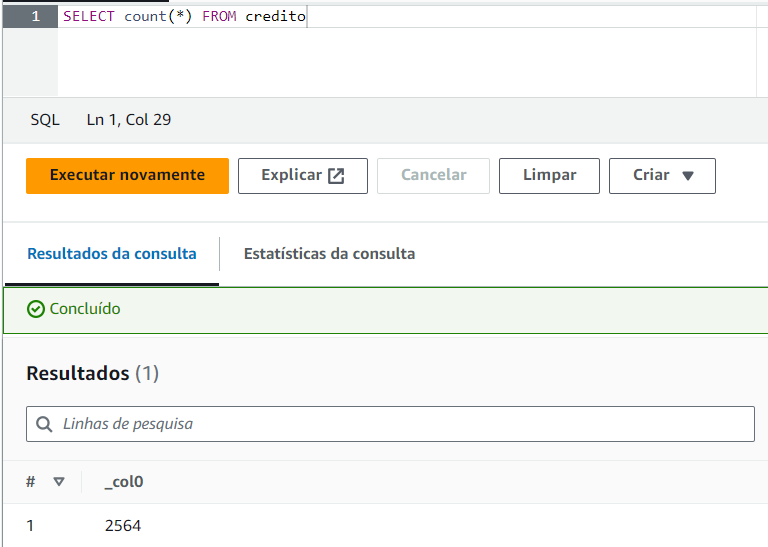 1 SELECT count(*) FROM credito
SQL Ln 1, Col 29
Executar novamente Explicar Cancelar Limpar Criar
Resultados da consulta Estatísticas da consulta
Concluído
Resultados (1)
Linhas de pesquisa
# _col0
1 2564